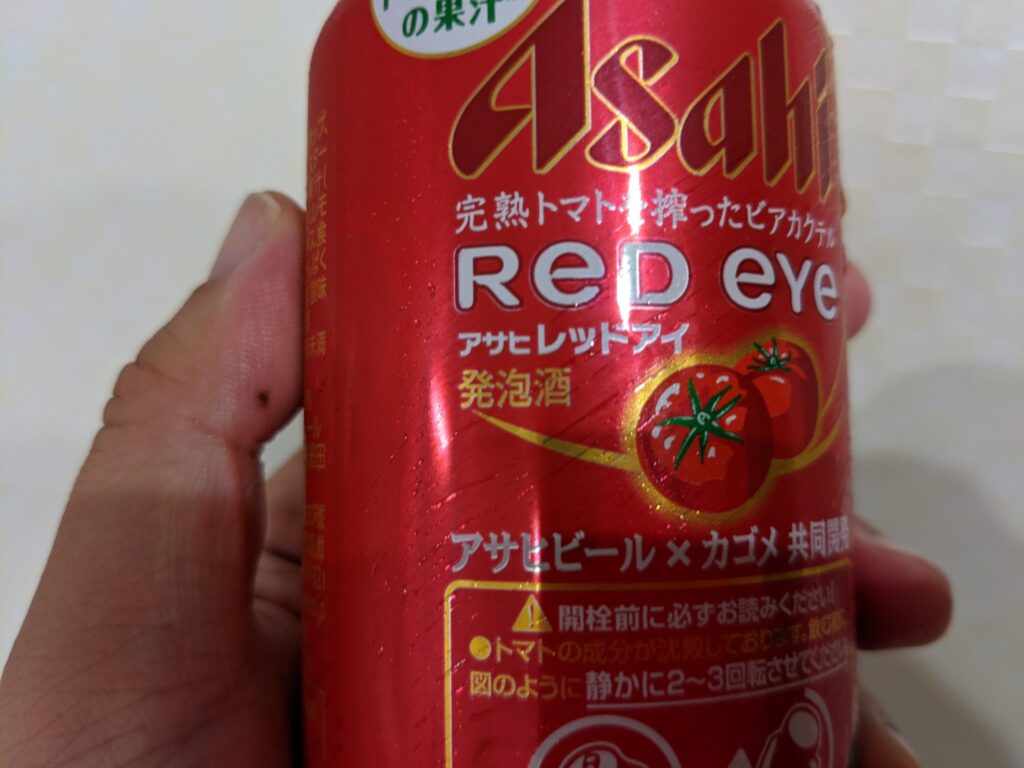 の果汁
Asahi
完熟トマトを搾ったビアカクテル
ReD eYe
アサヒレッドアイ
発泡酒
アサヒビール×カゴメ 共同開発
開栓前に必ずお読みください!
●トマトの成分が沈殿しております。飲む前に
図のように静かに2〜3回転させてください